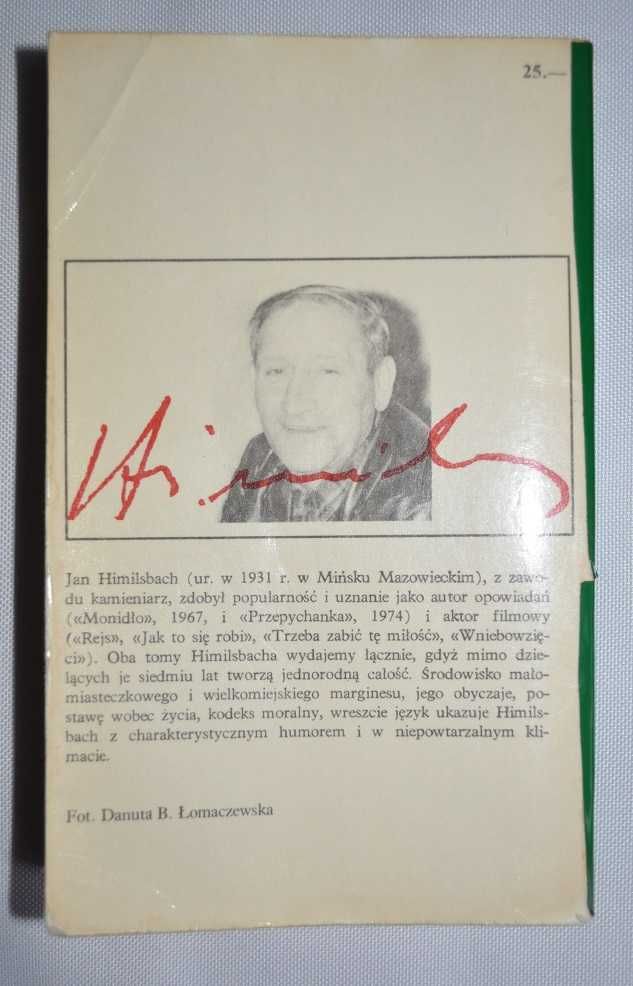 25.—
Himils
Jan Himilsbach (ur. w 1931 r. w Mińsku Mazowieckim), z zawo-
du kamieniarz, zdobył popularność i uznanie jako autor opowiadań
(«Monidło», 1967, i «Przepychanka», 1974) i aktor filmowy
(«Rejs», «Jak to się robi», «Trzeba zabić tę miłość», «Wniebowzię-
ci»). Oba tomy Himilsbacha wydajemy łącznie, gdyż mimo dzie-
lących je siedmiu lat tworzą jednorodną całość. Środowisko mało-
miasteczkowego i wielkomiejskiego marginesu, jego obyczaje, po-
stawę wobec życia, kodeks moralny, wreszcie język ukazuje Himils-
bach z charakterystycznym humorem i w niepowtarzalnym kli-
macie.
Fot. Danuta B. Łomaczewska